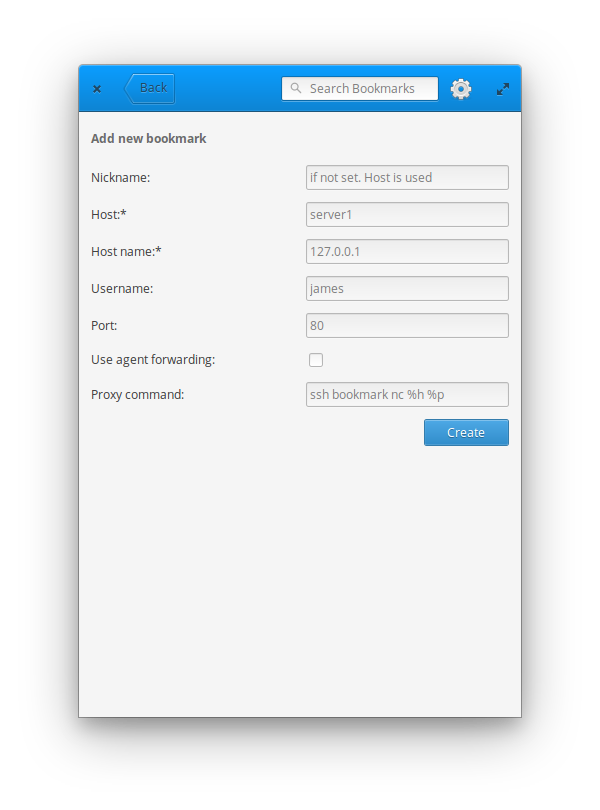 Back
Search Bookmarks
Add new bookmark
Nickname: if not set. Host is used
Host:* server1
Host name:* 127.0.0.1
Username: james
Port: 80
Use agent forwarding:
Proxy command: ssh bookmark nc %h %p
Create